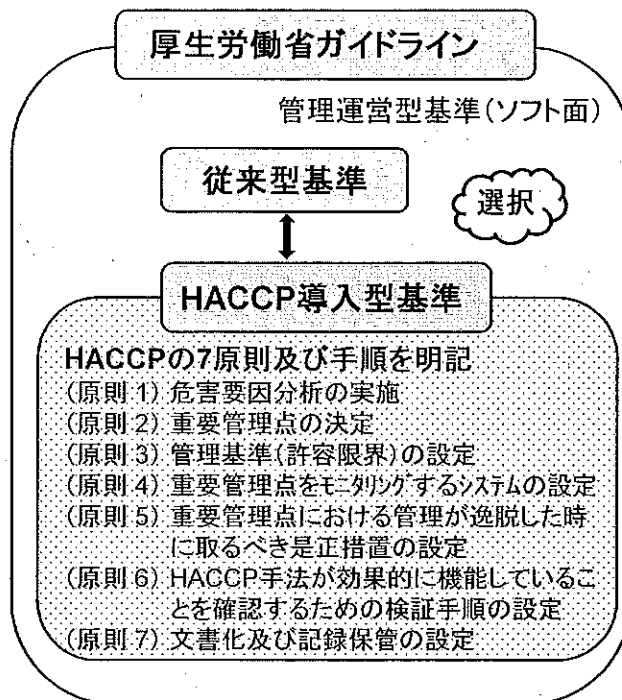 厚生労働省ガイドライン
管理運営型基準(ソフト面)
従来型基準
選択
HACCP導入型基準
HACCPの7原則及び手順を明記
(原則1) 危害要因分析の実施
(原則2) 重要管理点の決定
(原則3) 管理基準(許容限界)の設定
(原則4) 重要管理点をモニタリングするシステムの設定
(原則5) 重要管理点における管理が逸脱した時
に取るべき是正措置の設定
(原則6) HACCP手法が効果的に機能しているこ
とを確認するための検証手順の設定
(原則7) 文書化及び記録保管の設定